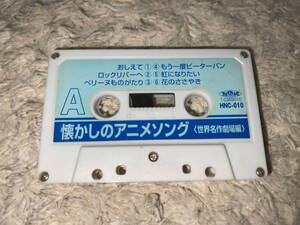 おしえて①④もう一度ピーターパン
ロックリバーへ②⑤虹になりたい
ペリーヌものがたり③⑥花のささやき
HNC-010
A
懐かしのアニメソング〈世界名作劇場編〉